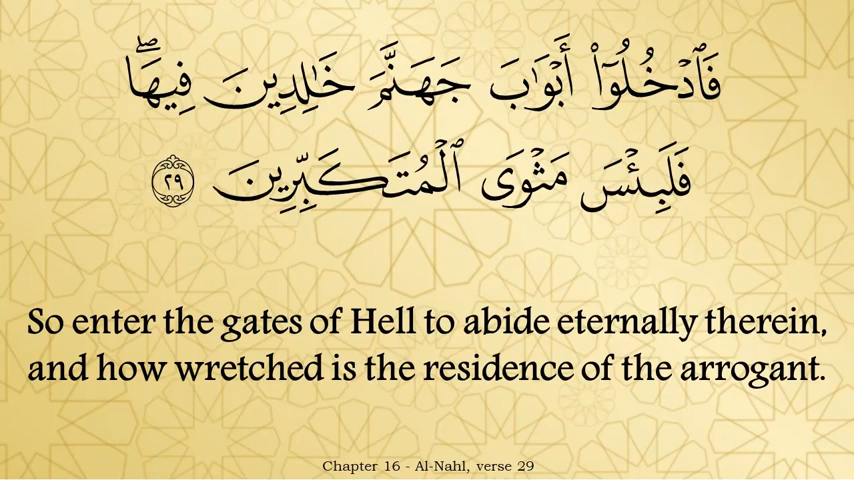 فَٱدْخُلُوٓا۟ أَبْوَٰبَ جَهَنَّمَ خَـٰلِدِينَ فِيهَا ۖ
فَلَبِئْسَ مَثْوَى ٱلْمُتَكَبِّرِينَ ٢٩
So enter the gates of Hell to abide eternally therein,
and how wretched is the residence of the arrogant.
Chapter 16 - Al-Nahl, verse 29